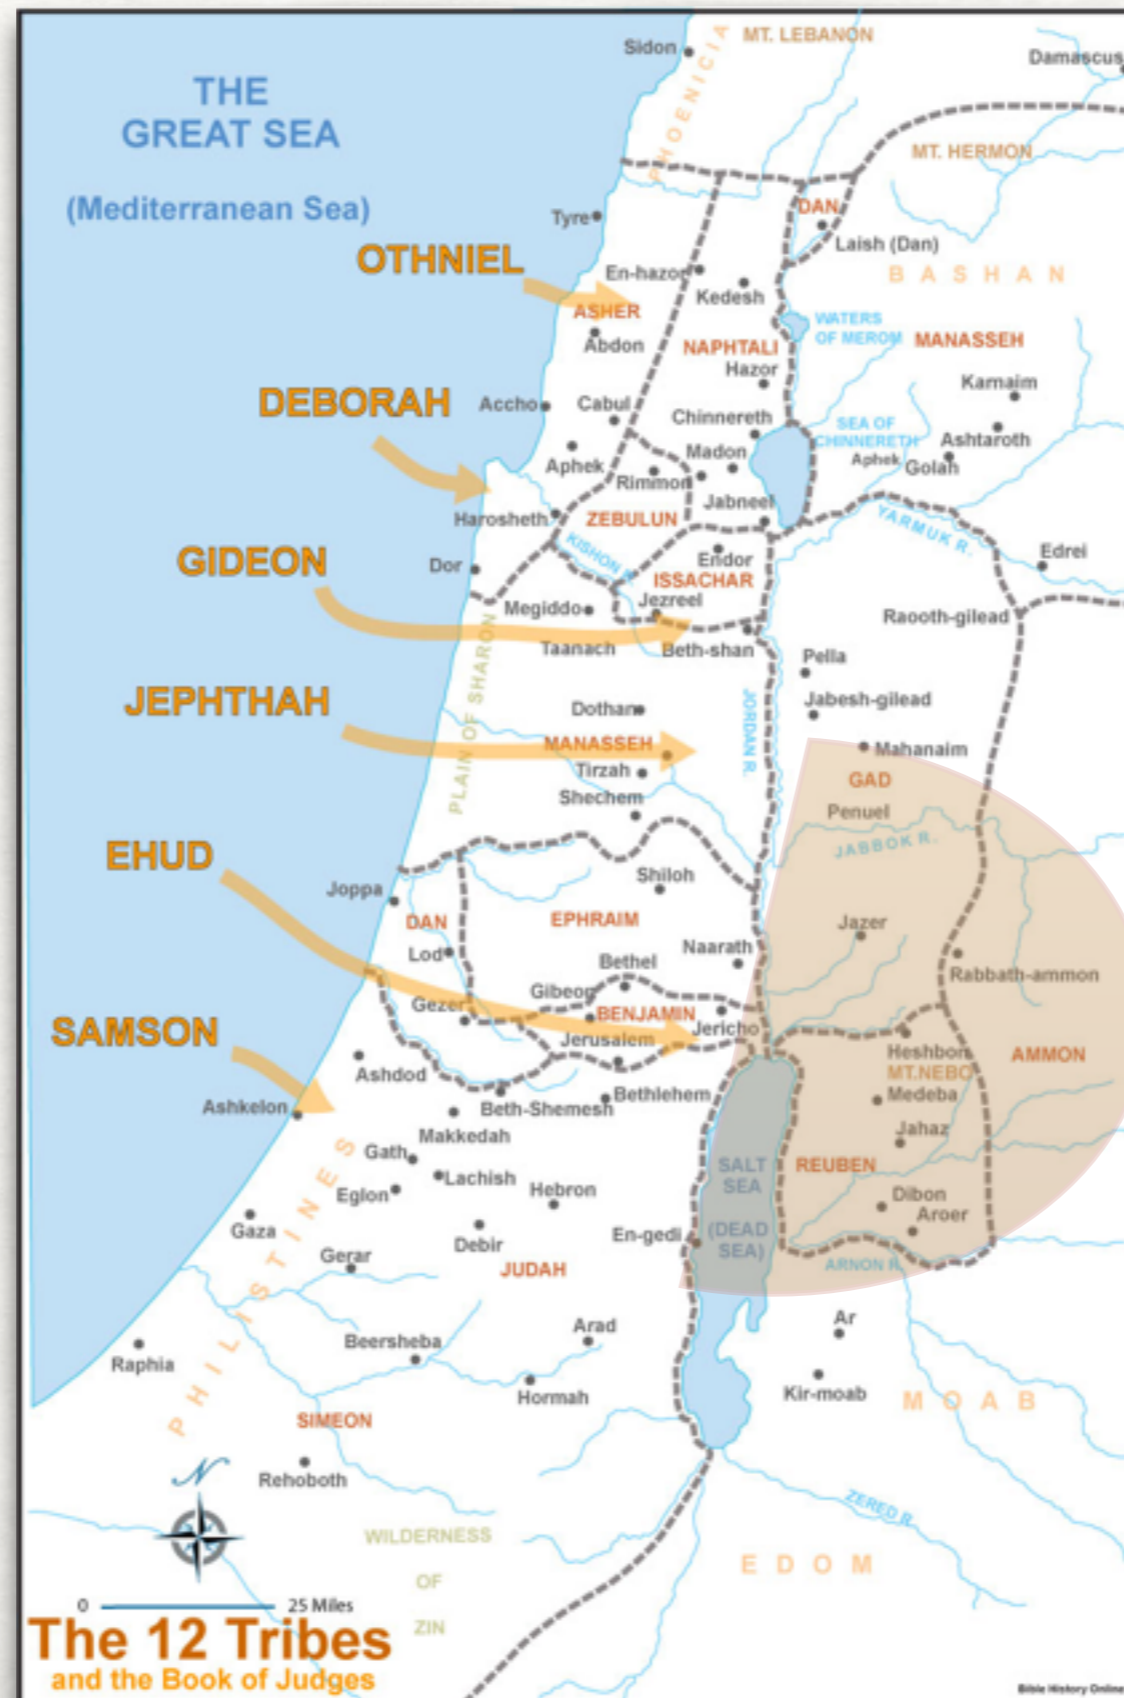 Sidon
MT. LEBANON
Damascus
PHOENICIA
THE
GREAT SEA
(Mediterranean Sea)
MT. HERMON
Tyre
DAN
Laish (Dan)
OTHNIEL
En-hazor
Kedesh
BASHAN
ASHER
Abdon
NAPHTALI
WATERS
OF MEROM
MANASSEH
Hazor
Karnaim
DEBORAH
Accho
Cabul
Chinnereth
SEA OF
CHINNERETH
Ashtaroth
Aphek
Madon
Aphek
Golah
Rimmon
Jabneel
Harosheth
ZEBULUN
YARMUK R.
KISHON R.
GIDEON
Dor
Endor
Edrei
ISSACHAR
Megiddo
Jezreel
Raooth-gilead
Taanach
Beth-shan
Pella
PLAIN OF SHARON
JEPHTHAH
Dothan
JORDAN R.
Jabesh-gilead
MANASSEH
Mahanaim
Tirzah
GAD
Shechem
Penuel
JABBOK R.
EHUD
Joppa
Shiloh
DAN
EPHRAIM
Jazer
Lod
Naarath
Bethel
Rabbath-ammon
Gezer
Gibeon
BENJAMIN
Jericho
SAMSON
Jerusalem
Heshbon
AMMON
MT.NEBO
Ashdod
Bethlehem
Medeba
Ashkelon
Beth-Shemesh
Makkedah
Jahaz
Gath
Lachish
SALT
SEA
(DEAD
SEA)
REUBEN
Eglon
Hebron
Dibon
Aroer
Gaza
Debir
En-gedi
Gerar
JUDAH
ARNON R.
PHILISTINES
Ar
Beersheba
Arad
Raphia
Hormah
Kir-moab
MOAB
SIMEON
N
Rehoboth
ZERED R.
WILDERNESS
OF
ZIN
EDOM
0 25 Miles
The 12 Tribes
and the Book of Judges
Bible History Online